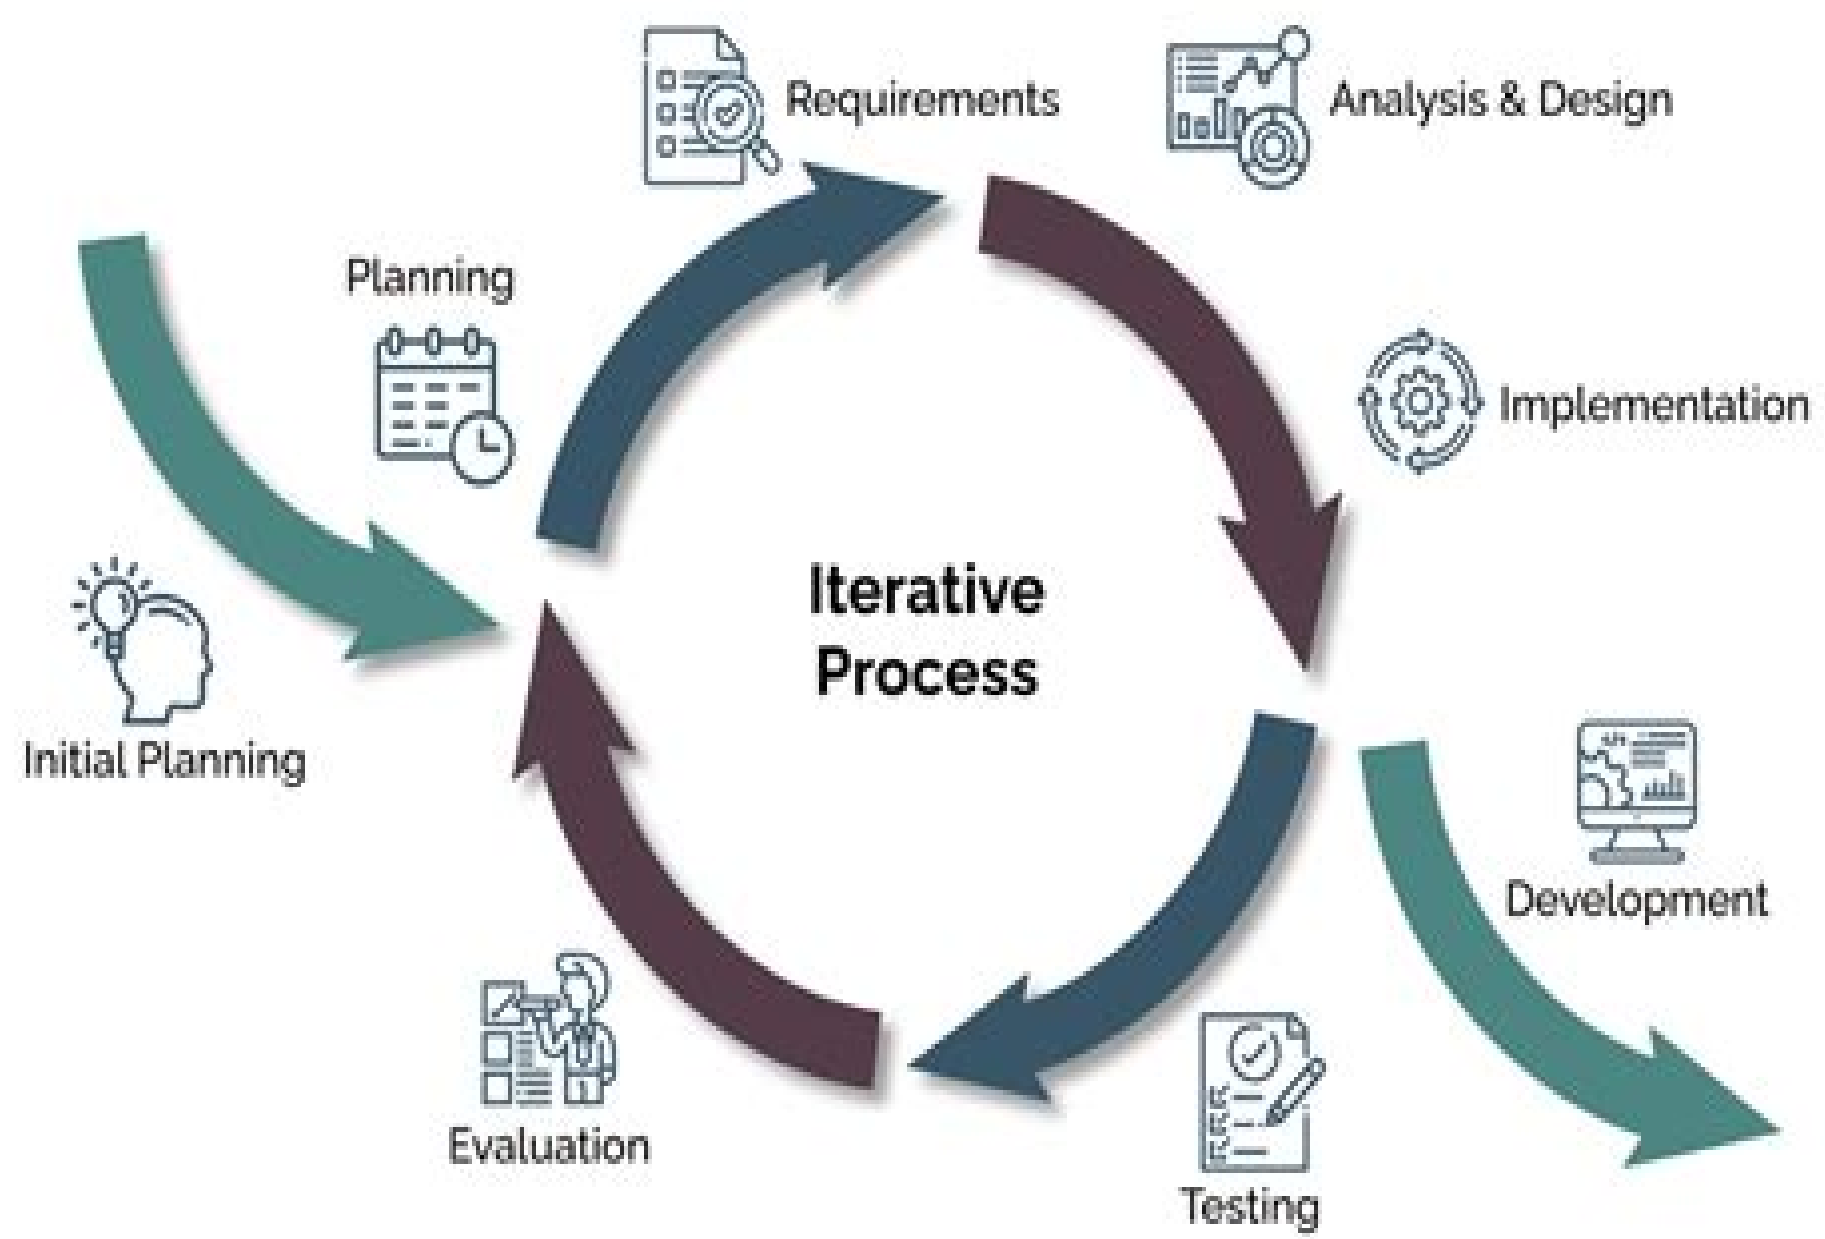 Requirements
Analysis & Design
Planning
Implementation
Iterative
Process
Initial Planning
Development
Evaluation
Testing